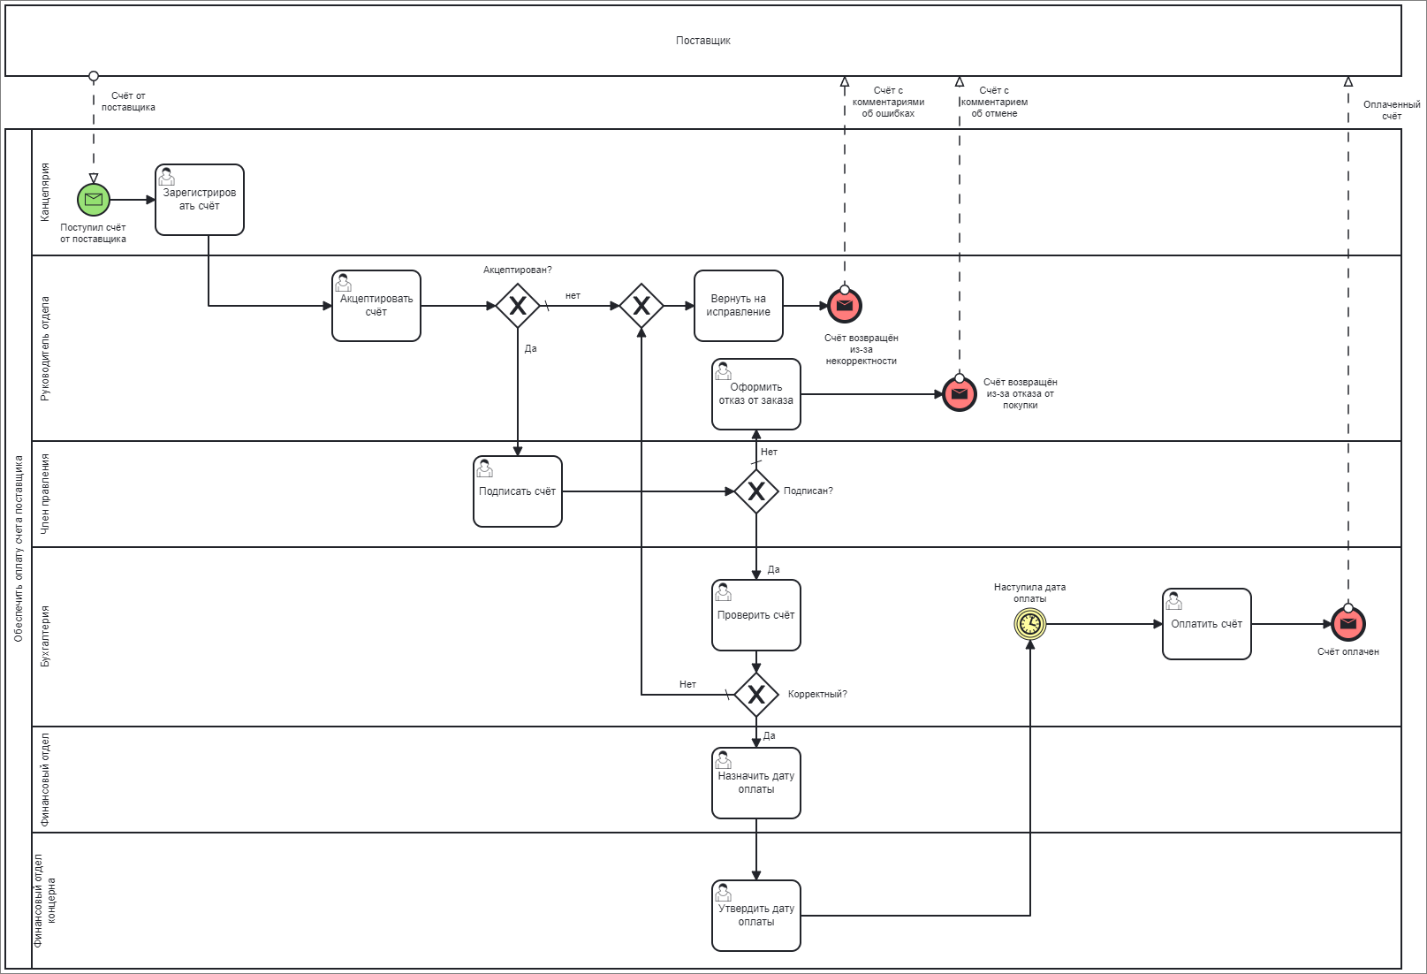 Поставщик
Счёт от
поставщика
Счёт с
комментариями
об ошибках
Счёт с
комментарием
об отмене
Оплаченный
счёт
Обеспечить оплату счета поставщика
Канцелярия
Поступил счёт
от поставщика
Зарегистриров
ать счёт
Руководитель отдела
Акцептировать
счёт
Акцептирован?
нет
Да
Вернуть на
исправление
Счёт возвращён
из-за
некорректности
Оформить
отказ от заказа
Счёт возвращён
из-за отказа от
покупки
Член правления
Подписать счёт
Нет
Подписан?
Да
Бухгалтерия
Проверить счёт
Нет
Корректный?
Да
Наступила дата
оплаты
Оплатить счёт
Счёт оплачен
Финансовый отдел
Назначить дату
оплаты
Финансовый отдел
концерна
Утвердить дату
оплаты